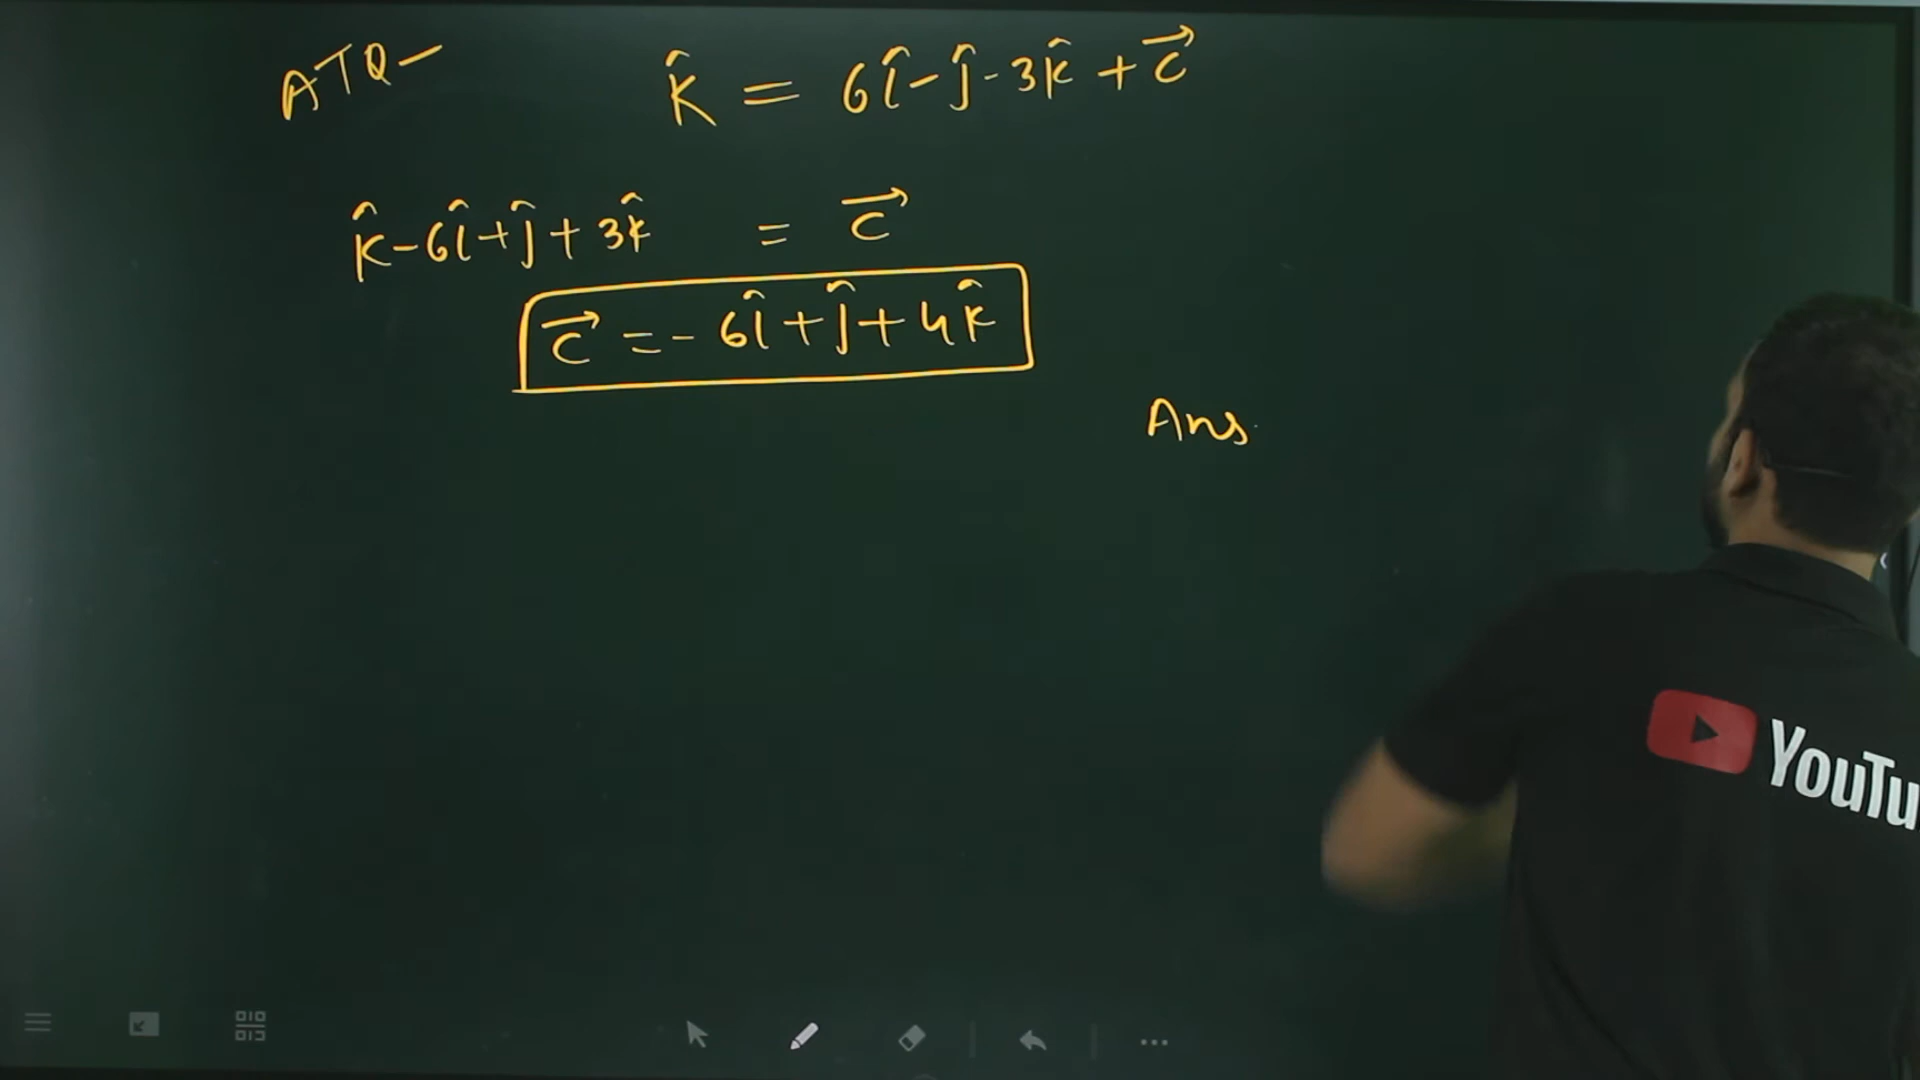 ATQ- k̂ = 6î-ĵ-3k̂+c⃗
k̂-6î+ĵ+3k̂ = c⃗
c⃗ =-6î+ĵ+4k̂
Ans.
YouTu